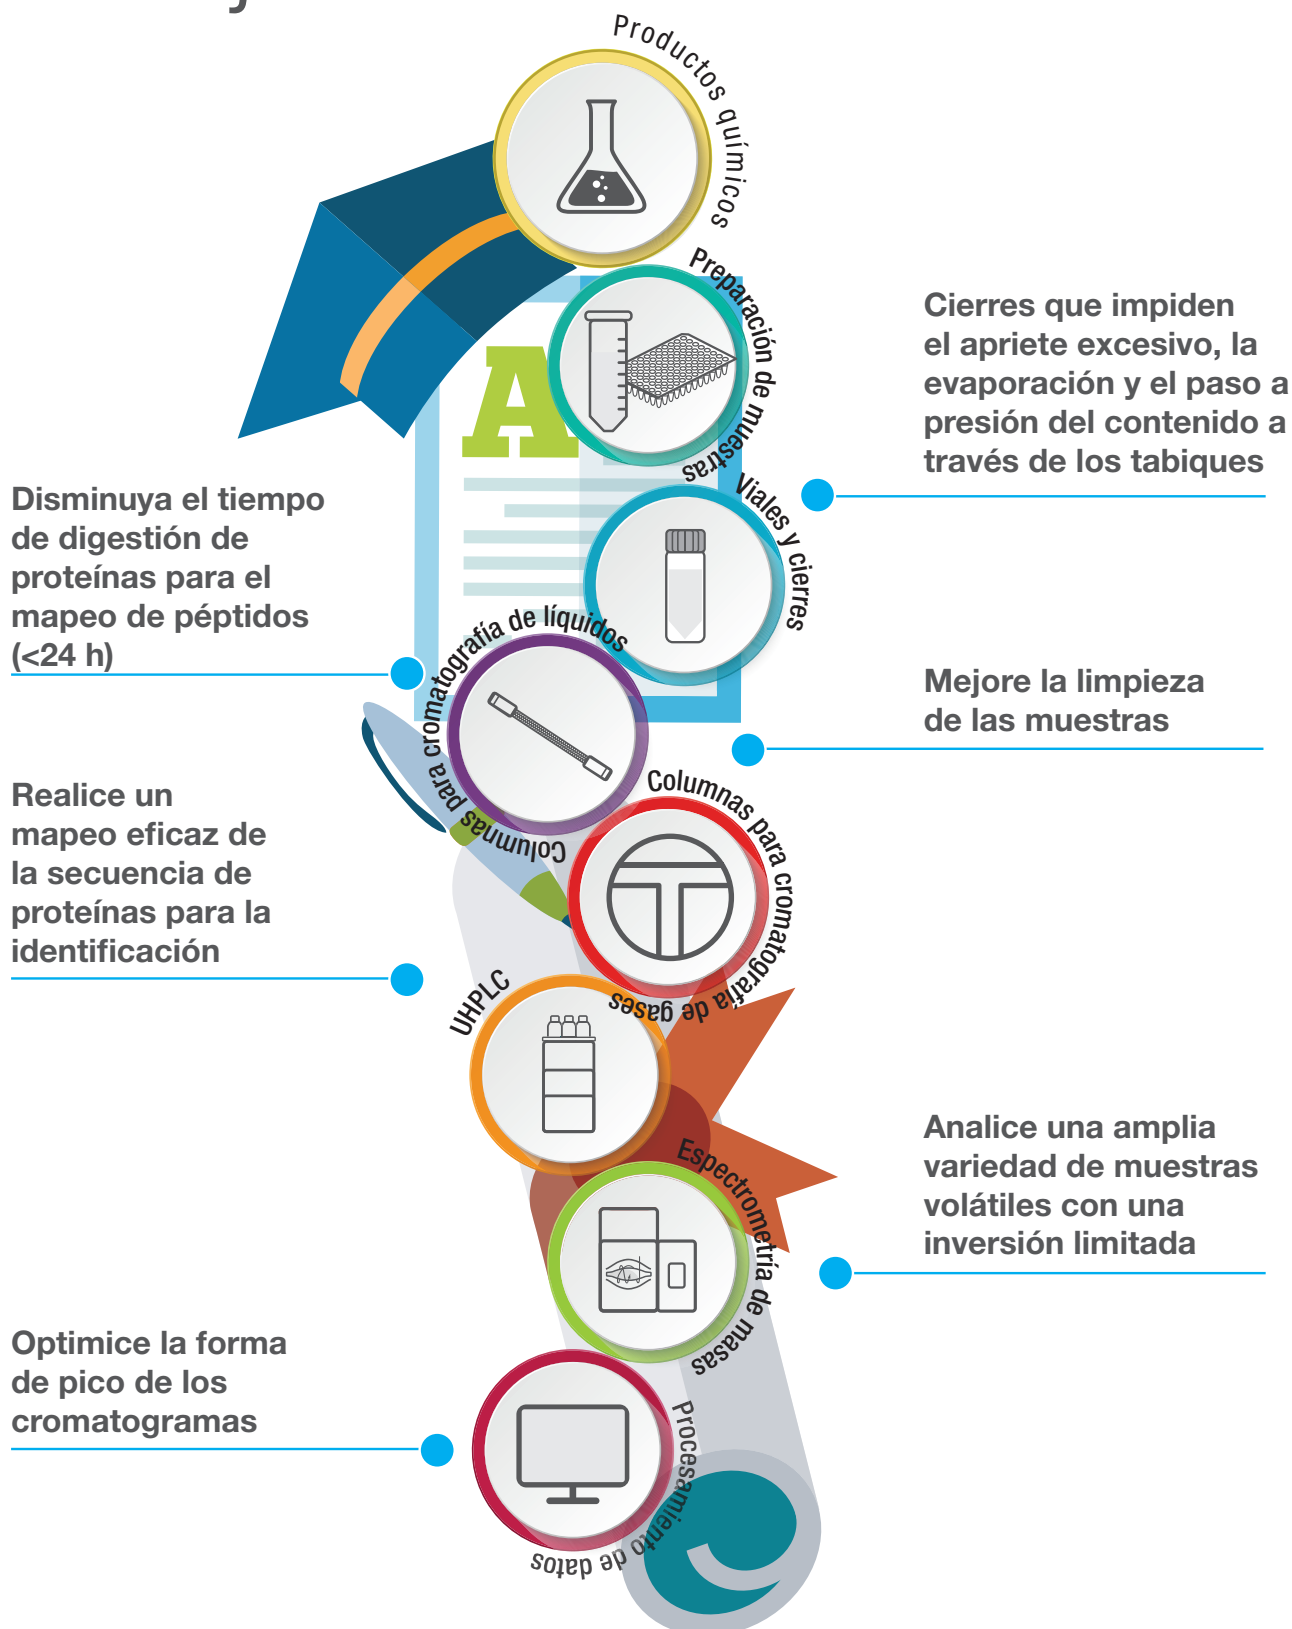 Productos químicos
Preparación de muestras
Cierres que impiden
el apriete excesivo, la
evaporación y el paso a
presión del contenido a
través de los tabiques
Viales y cierres
Disminuya el tiempo
de digestión de
proteínas para el
mapeo de péptidos
(<24 h)
A
Columnas para cromatografía de líquidos
Mejore la limpieza
de las muestras
Columnas para cromatografía de gases
Realice un
mapeo eficaz de
la secuencia de
proteínas para la
identificación
UHPLC
Analice una amplia
variedad de muestras
volátiles con una
inversión limitada
Espectrometría de masas
Optimice la forma
de pico de los
cromatogramas
Procesamiento de datos